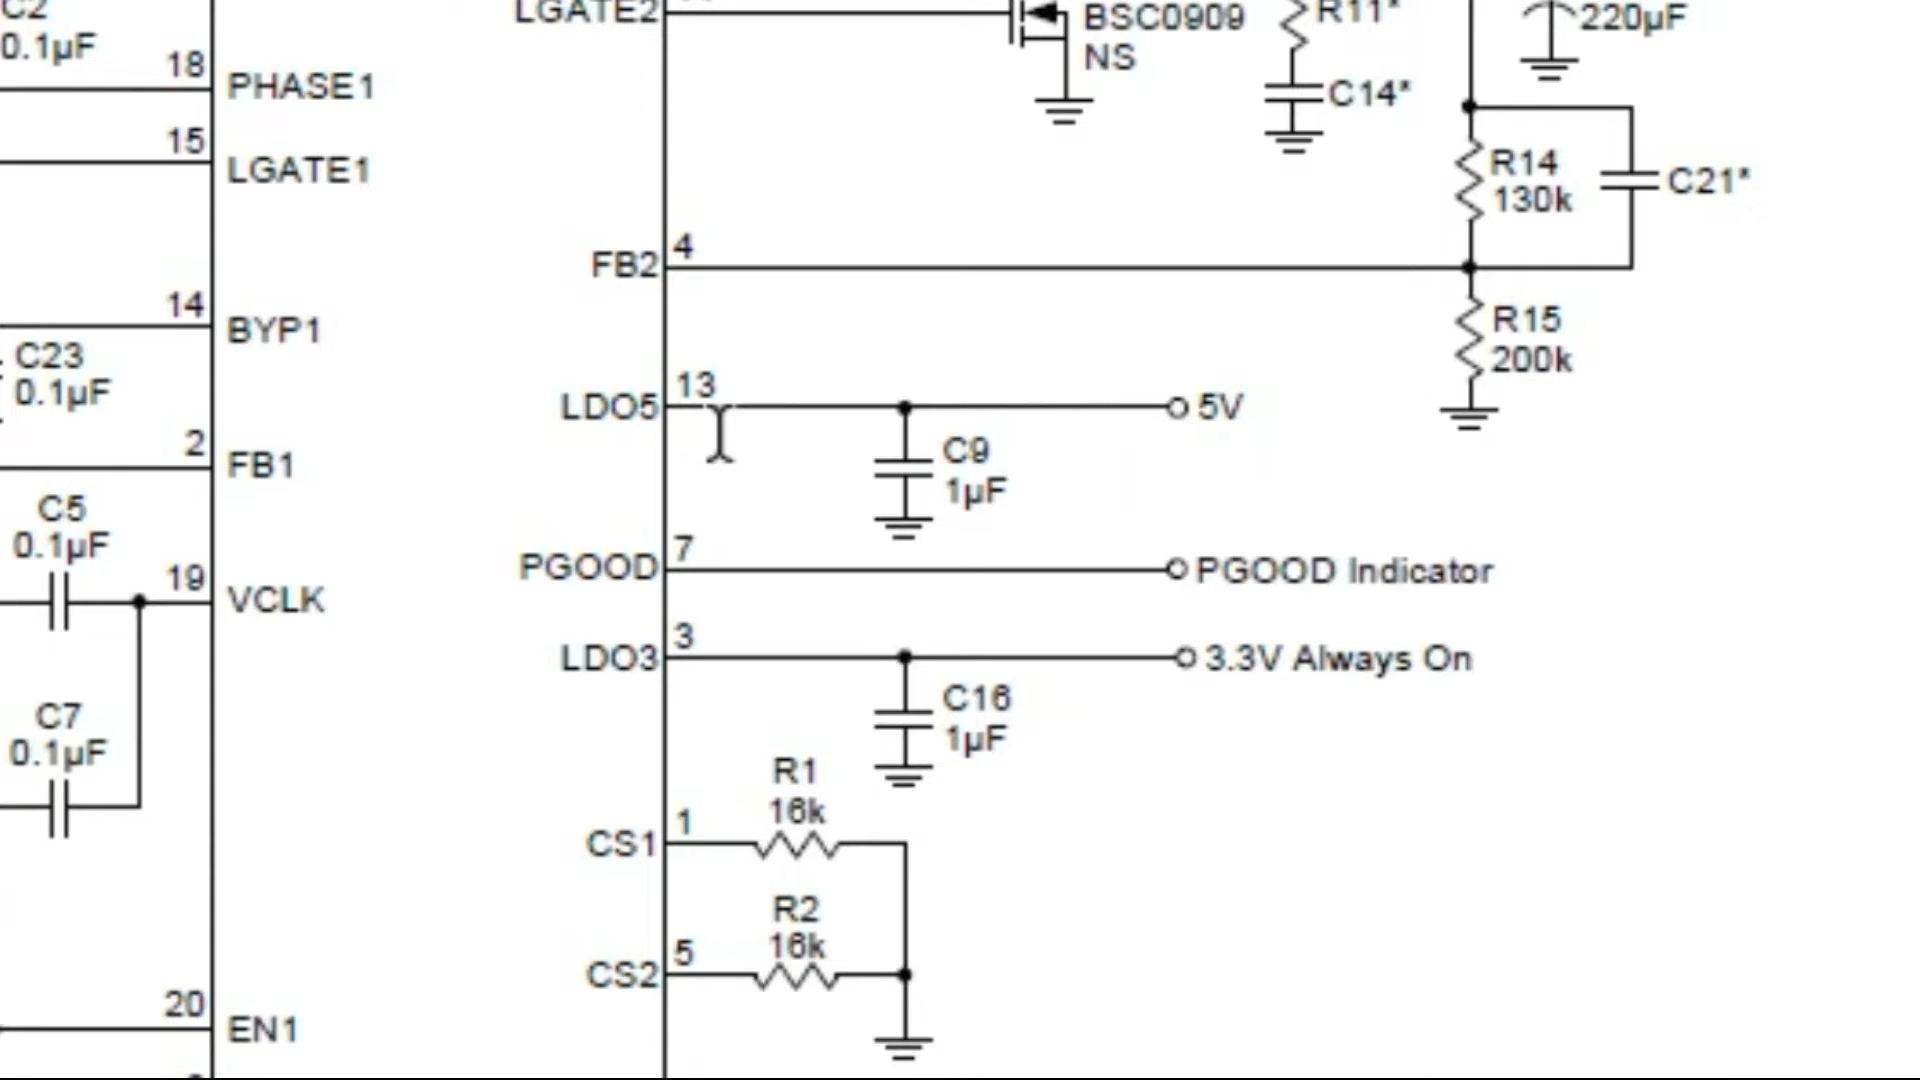 C2
0.1µF
18
PHASE1
15
LGATE1
14
BYP1
C23
0.1µF
2
FB1
C5
0.1µF
19
VCLK
C7
0.1µF
20
EN1
LGATE2
BSC0909
NS
R11*
C14*
220µF
R14
130k
C21*
FB2
4
R15
200k
LDO5
13
5V
C9
1µF
PGOOD
7
PGOOD Indicator
LDO3
3
3.3V Always On
C16
1µF
R1
16k
CS1
1
R2
16k
CS2
5